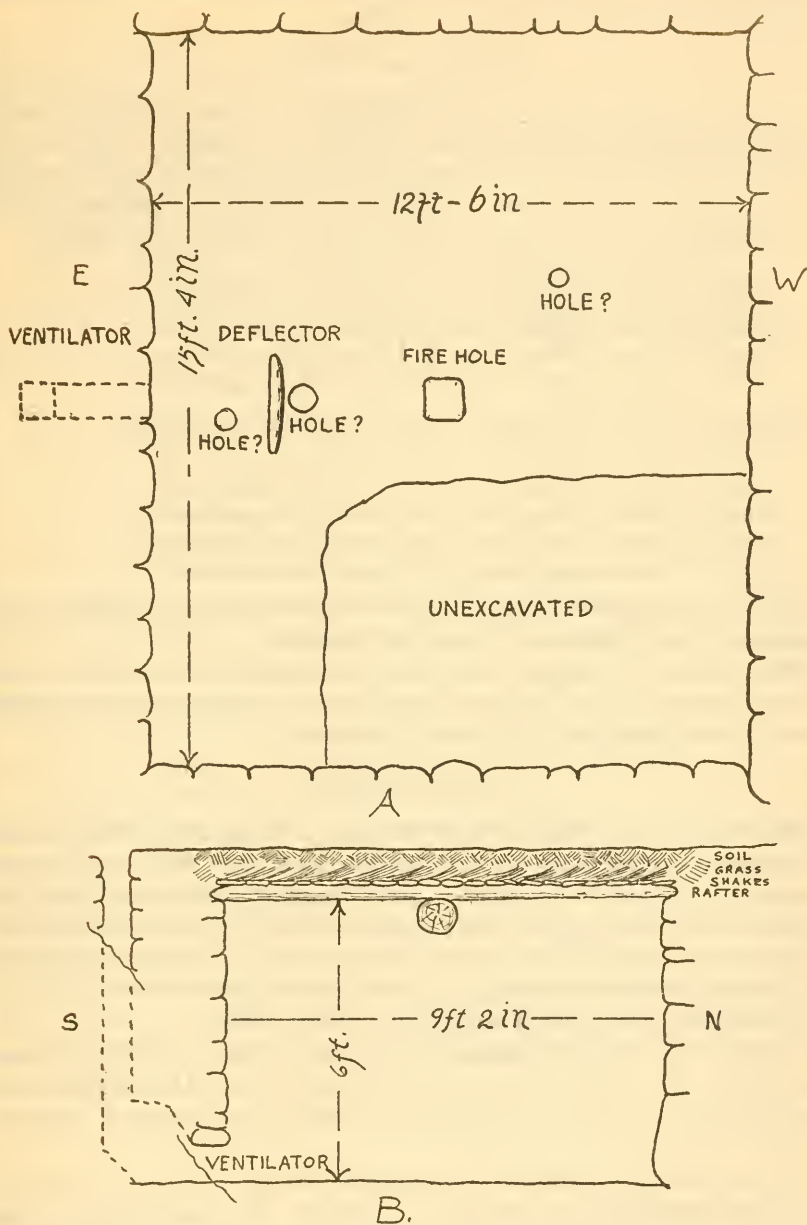 12ft-6in
15ft. 4in.
E
W
HOLE?
VENTILATOR
DEFLECTOR
FIRE HOLE
HOLE?
HOLE?
UNEXCAVATED
A
SOIL
GRASS
SHAKES
RAFTER
S
9ft 2in
N
6ft.
VENTILATOR
B.